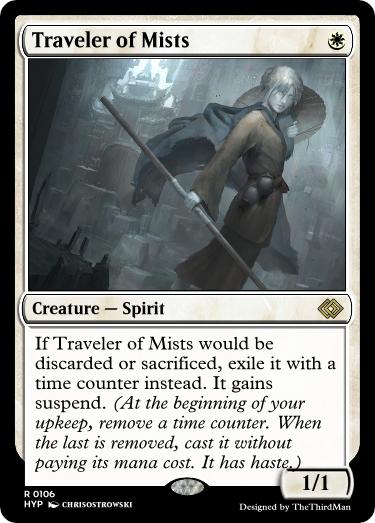 Traveler of Mists
Creature — Spirit
If Traveler of Mists would be
discarded or sacrificed, exile it with a
time counter instead. It gains
suspend. (At the beginning of your
upkeep, remove a time counter. When
the last is removed, cast it without
paying its mana cost. It has haste.)
1/1
R 0106
HYP CHRISOSTROWSKI
Designed by TheThirdMan